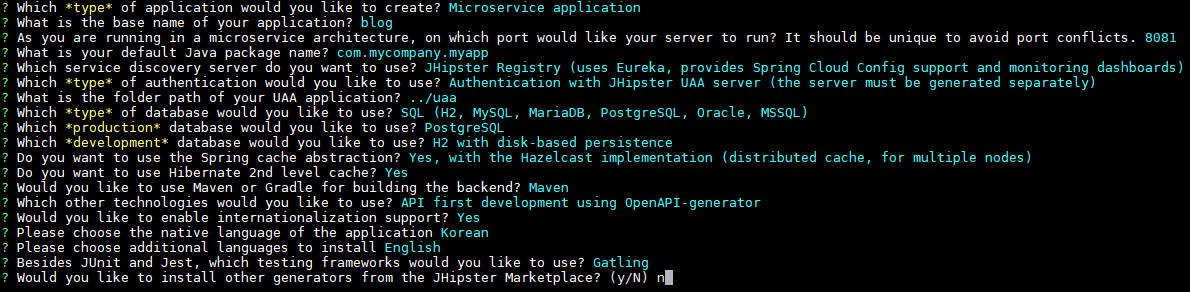 ? Which *type* of application would you like to create? Microservice application
? What is the base name of your application? blog
? As you are running in a microservice architecture, on which port would like your server to run? It should be unique to avoid port conflicts. 8081
? What is your default Java package name? com.mycompany.myapp
? Which service discovery server do you want to use? JHipster Registry (uses Eureka, provides Spring Cloud Config support and monitoring dashboards)
? Which *type* of authentication would you like to use? Authentication with JHipster UAA server (the server must be generated separately)
? What is the folder path of your UAA application? ../uaa
? Which *type* of database would you like to use? SQL (H2, MySQL, MariaDB, PostgreSQL, Oracle, MSSQL)
? Which *production* database would you like to use? PostgreSQL
? Which *development* database would you like to use? H2 with disk-based persistence
? Do you want to use the Spring cache abstraction? Yes, with the Hazelcast implementation (distributed cache, for multiple nodes)
? Do you want to use Hibernate 2nd level cache? Yes
? Would you like to use Maven or Gradle for building the backend? Maven
? Which other technologies would you like to use? API first development using OpenAPI-generator
? Would you like to enable internationalization support? Yes
? Please choose the native language of the application Korean
? Please choose additional languages to install English
? Besides JUnit and Jest, which testing frameworks would you like to use? Gatling
? Would you like to install other generators from the JHipster Marketplace? (y/N) n